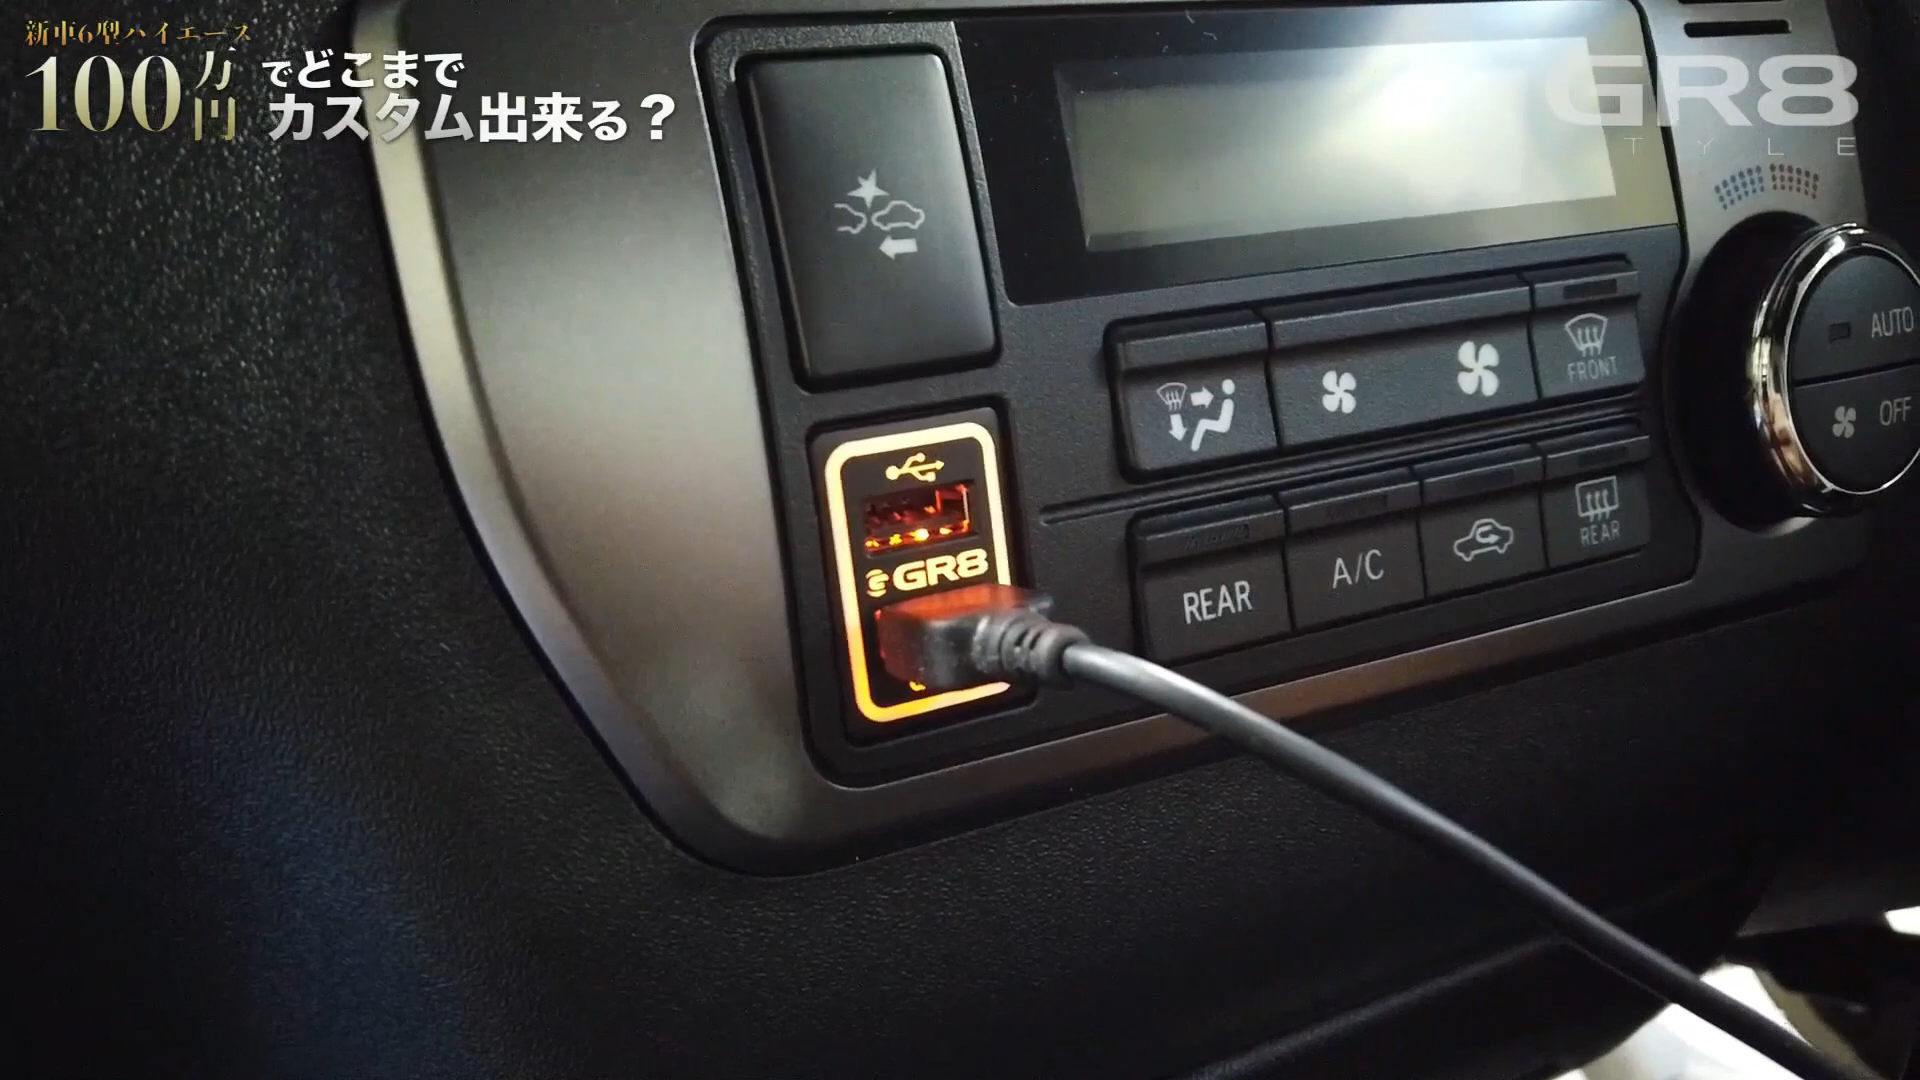 新車6型ハイエース
100万円でどこまで
カスタム出来る？
GR8
TYLE
AUTO
OFF
FRONT
GR8
REAR
A/C
REAR